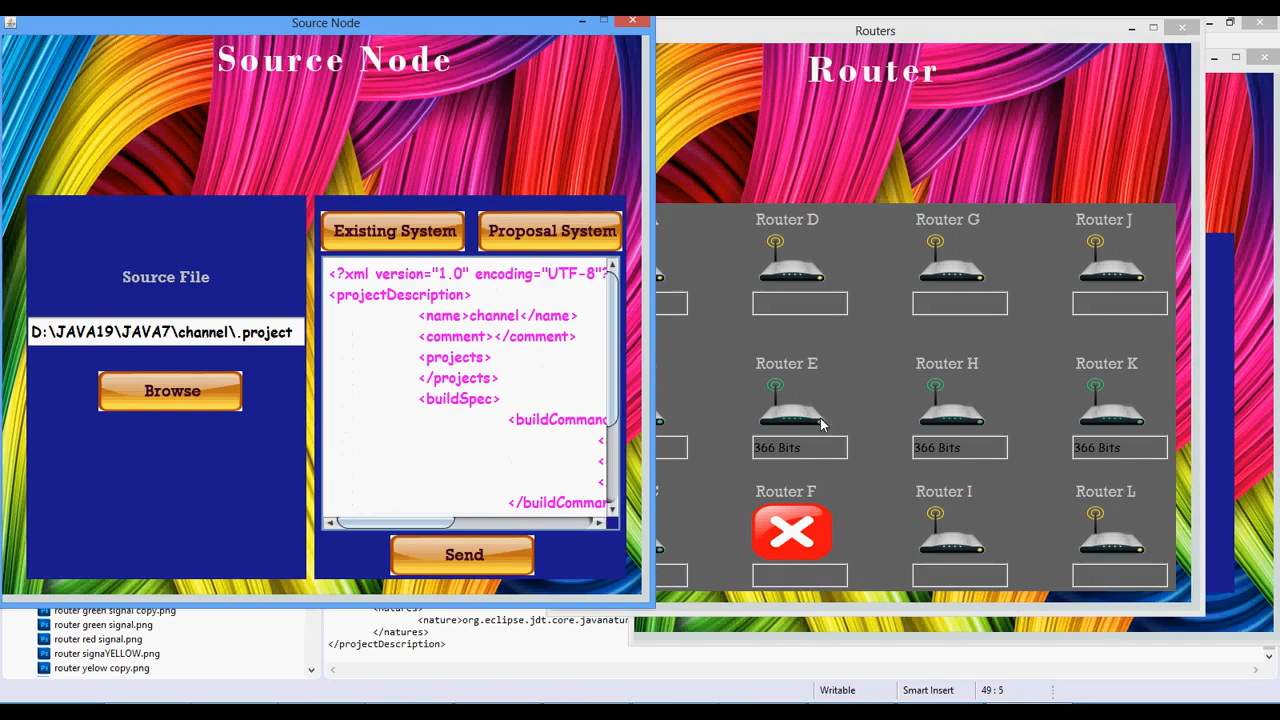 Source Node
Source Node
Source File
D:\JAVA19\JAVA7\channel\.project
Browse
Existing System
Proposal System
<?xml version="1.0" encoding="UTF-8"?
<projectDescription>
<name>channel</name>
<comment></comment>
<projects>
</projects>
<buildSpec>
<buildCommand
<
<
<
</buildCommar
Send
Routers
Router
Router D
Router G
Router J
Router E
Router H
Router K
366 Bits
366 Bits
366 Bits
Router F
Router I
Router L
router green signal copy.png
router green signal.png
router red signal.png
router signaYELLOW.png
router yelow copy.png
<natures>
<nature>org.eclipse.jdt.core.javanatur
</natures>
</projectDescription>
Writable
Smart Insert
49 : 5